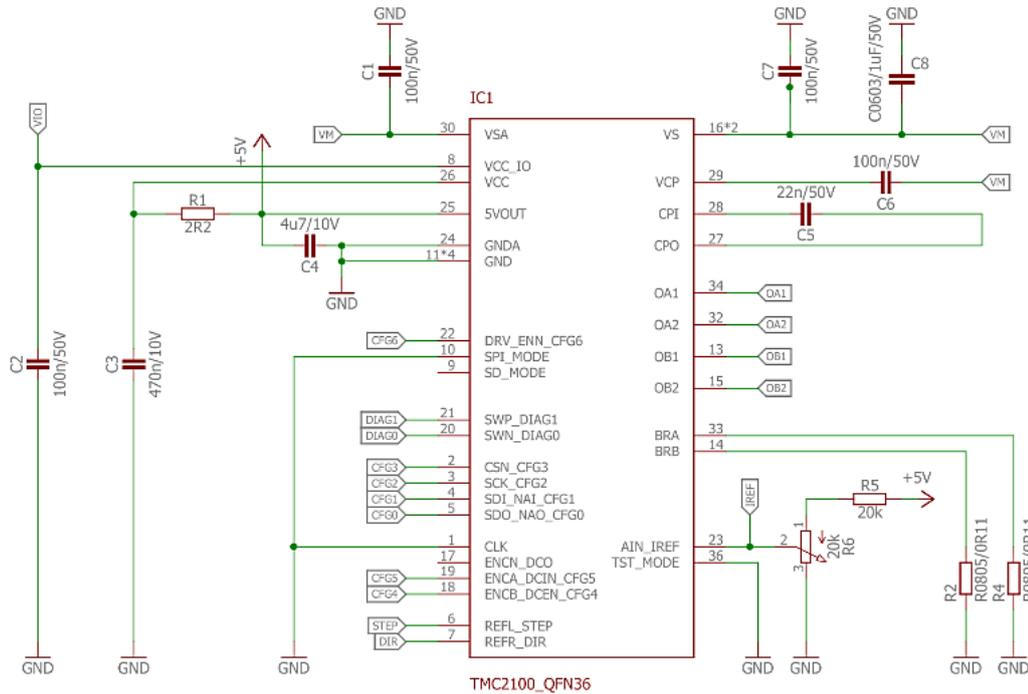 GND
GND
GND
C1
100n/50V
C7
100n/50V
C0603/1uF/50V
C8
IC1
VIO
VM
30
VSA
VS
16*2
VM
+5V
8
VCC_IO
26
VCC
VCP
29
100n/50V
C6
VM
R1
2R2
25
5VOUT
CPI
28
22n/50V
C5
4u7/10V
C4
24
GNDA
CPO
27
11*4
GND
GND
OA1
34
OA1
OA2
32
OA2
C2
100n/50V
C3
470n/10V
CFG6
22
DRV_ENN_CFG6
10
SPI_MODE
OB1
13
OB1
9
SD_MODE
OB2
15
OB2
DIAG1
21
SWP_DIAG1
DIAG0
20
SWN_DIAG0
BRA
33
BRB
14
CFG3
2
CSN_CFG3
CFG2
3
SCK_CFG2
CFG1
4
SDI_NAI_CFG1
CFG0
5
SDO_NAO_CFG0
IREF
R5
20k
+5V
1
CLK
AIN_IREF
23
2
1
3
20k
R6
17
ENCN_DCO
TST_MODE
36
CFG5
19
ENCA_DCIN_CFG5
CFG4
18
ENCB_DCEN_CFG4
R2
R0805/0R11
R4
R0805/0R11
STEP
6
REFL_STEP
DIR
7
REFR_DIR
GND
GND
GND
GND
GND
GND
GND
TMC2100_QFN36